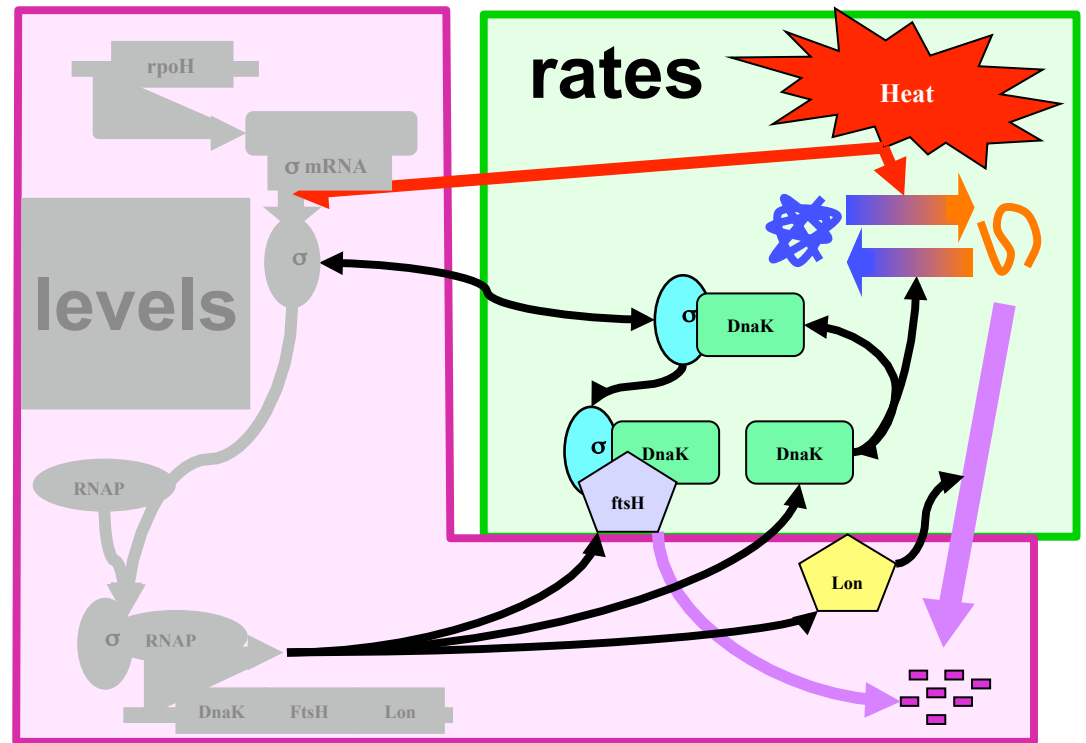 rates
Heat
rpoH
σ mRNA
levels
σ
σ DnaK
σ DnaK
DnaK
ftsH
RNAP
Lon
σ RNAP
DnaK FtsH Lon